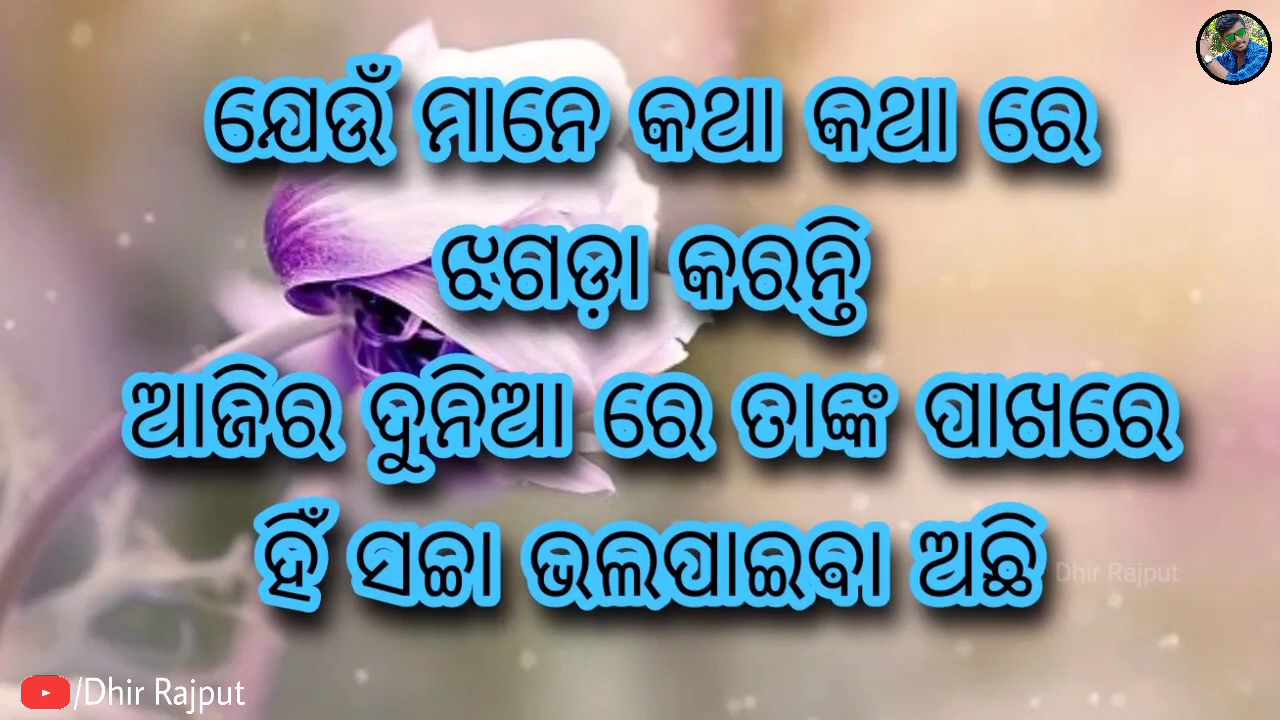 ଯେଉଁ ମାନେ କଥା କଥା ରେ
ଝଗଡ଼ା କରନ୍ତି
ଆଜିର ଦୁନିଆ ରେ ତାଙ୍କ ପାଖରେ
ହିଁ ସଚ୍ଚା ଭଲପାଇବା ଅଛି
Dhir Rajput
/Dhir Rajput